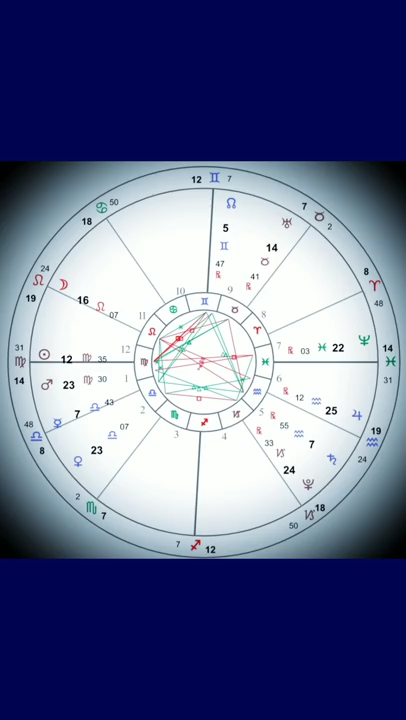 12 ♊ 7
50
♋
18
☊
5
♊
47
℞
7 ♉ 2
♅
14
♉
41
℞
24
♌
19
☽
16 ♌ 07
8 ♈
48
10 9
11 8
♋ ♊ ♉
♌ ♈
31
♍
14
☉ 12 ♍ 35
12
♍
♓
7
℞ 03 ♓ 22 ♆
14
♓
31
♂ 23 ♍ 30
1
6
℞ 12 ♒ 25 ♃
48
♎
8
☿ 7 ♎ 43
♀ 23 ♎ 07
2
5
♎ ♒
♏ ♐ ♑
3 4
℞ 55 ♒ 7 ♄
19
♒
24
℞ 33 ♑ 24 ♇
2 ♏ 7
50 ♑ 18
7 ♐ 12